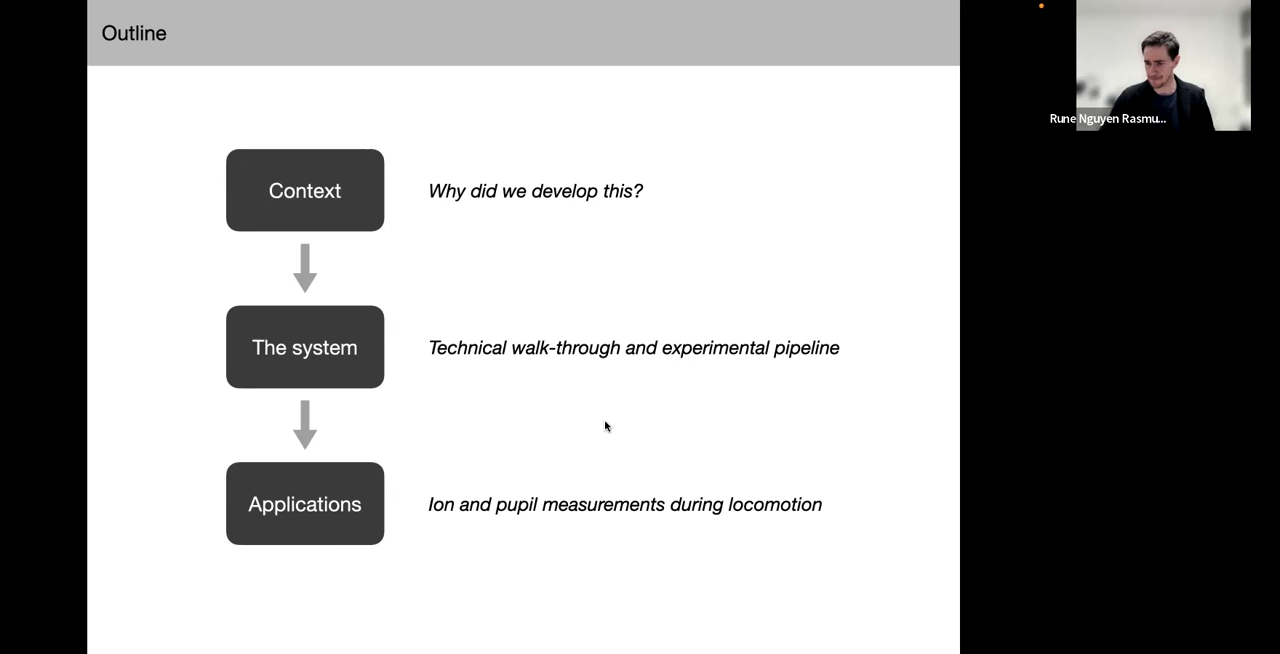 Outline
Context
Why did we develop this?
The system
Technical walk-through and experimental pipeline
Applications
Ion and pupil measurements during locomotion
Rune Nguyen Rasmu...